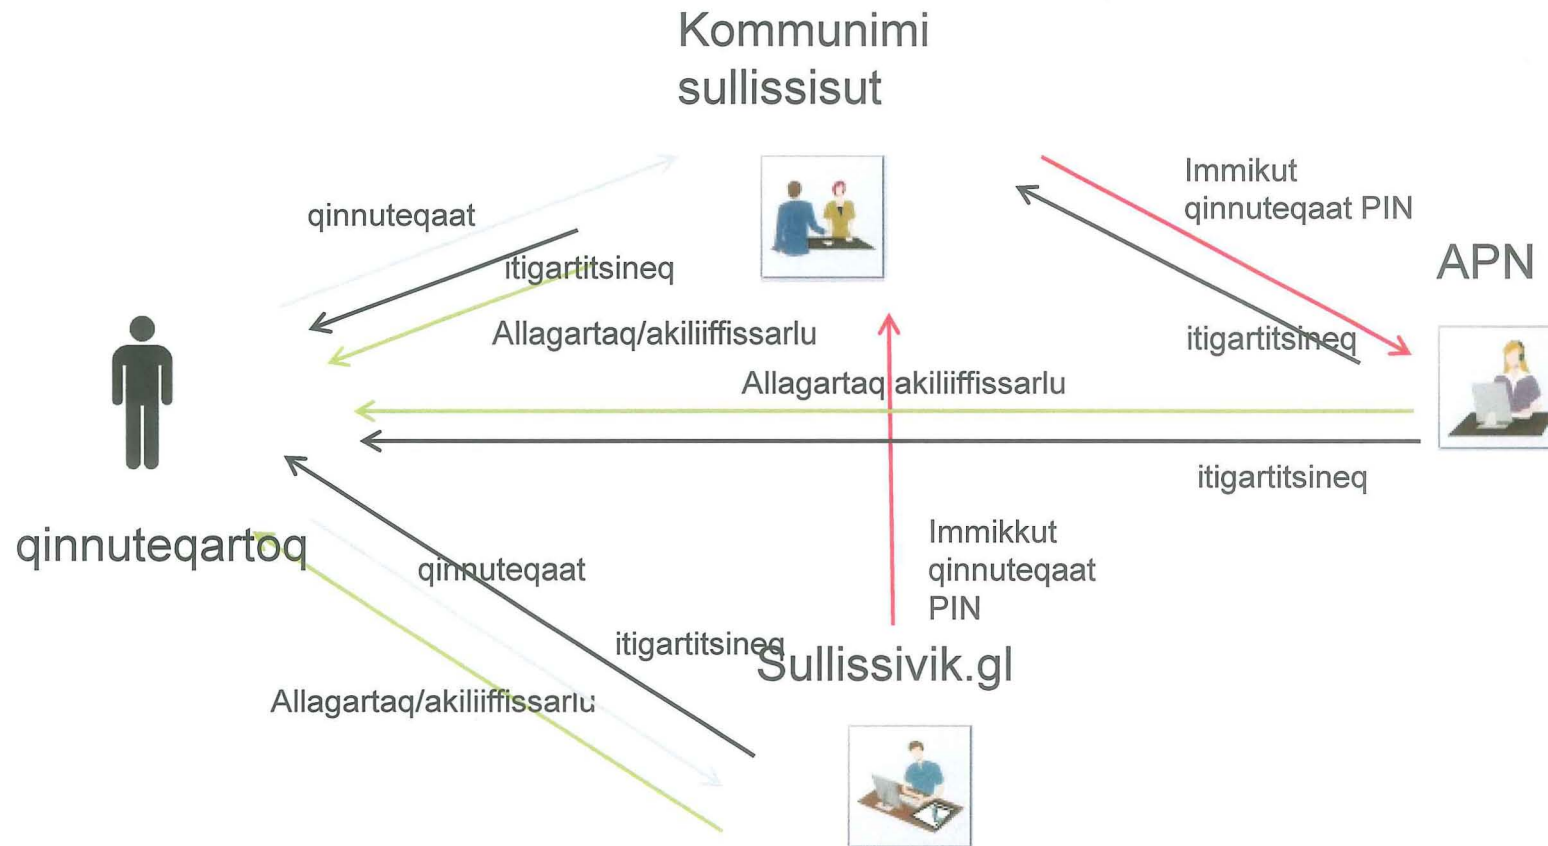 Kommunimi
sullissisut
Immikut
qinnuteqaat PIN
qinnuteqaat
itigartitsineq
APN
Allagartaq/akiliiffissarlu
itigartitsineq
Allagartaq akiliiffissarlu
itigartitsineq
qinnuteqartoq
Immikkut
qinnuteqaat
PIN
qinnuteqaat
itigartitsineq
Sullissivik.gl
Allagartaq/akiliiffissarlu